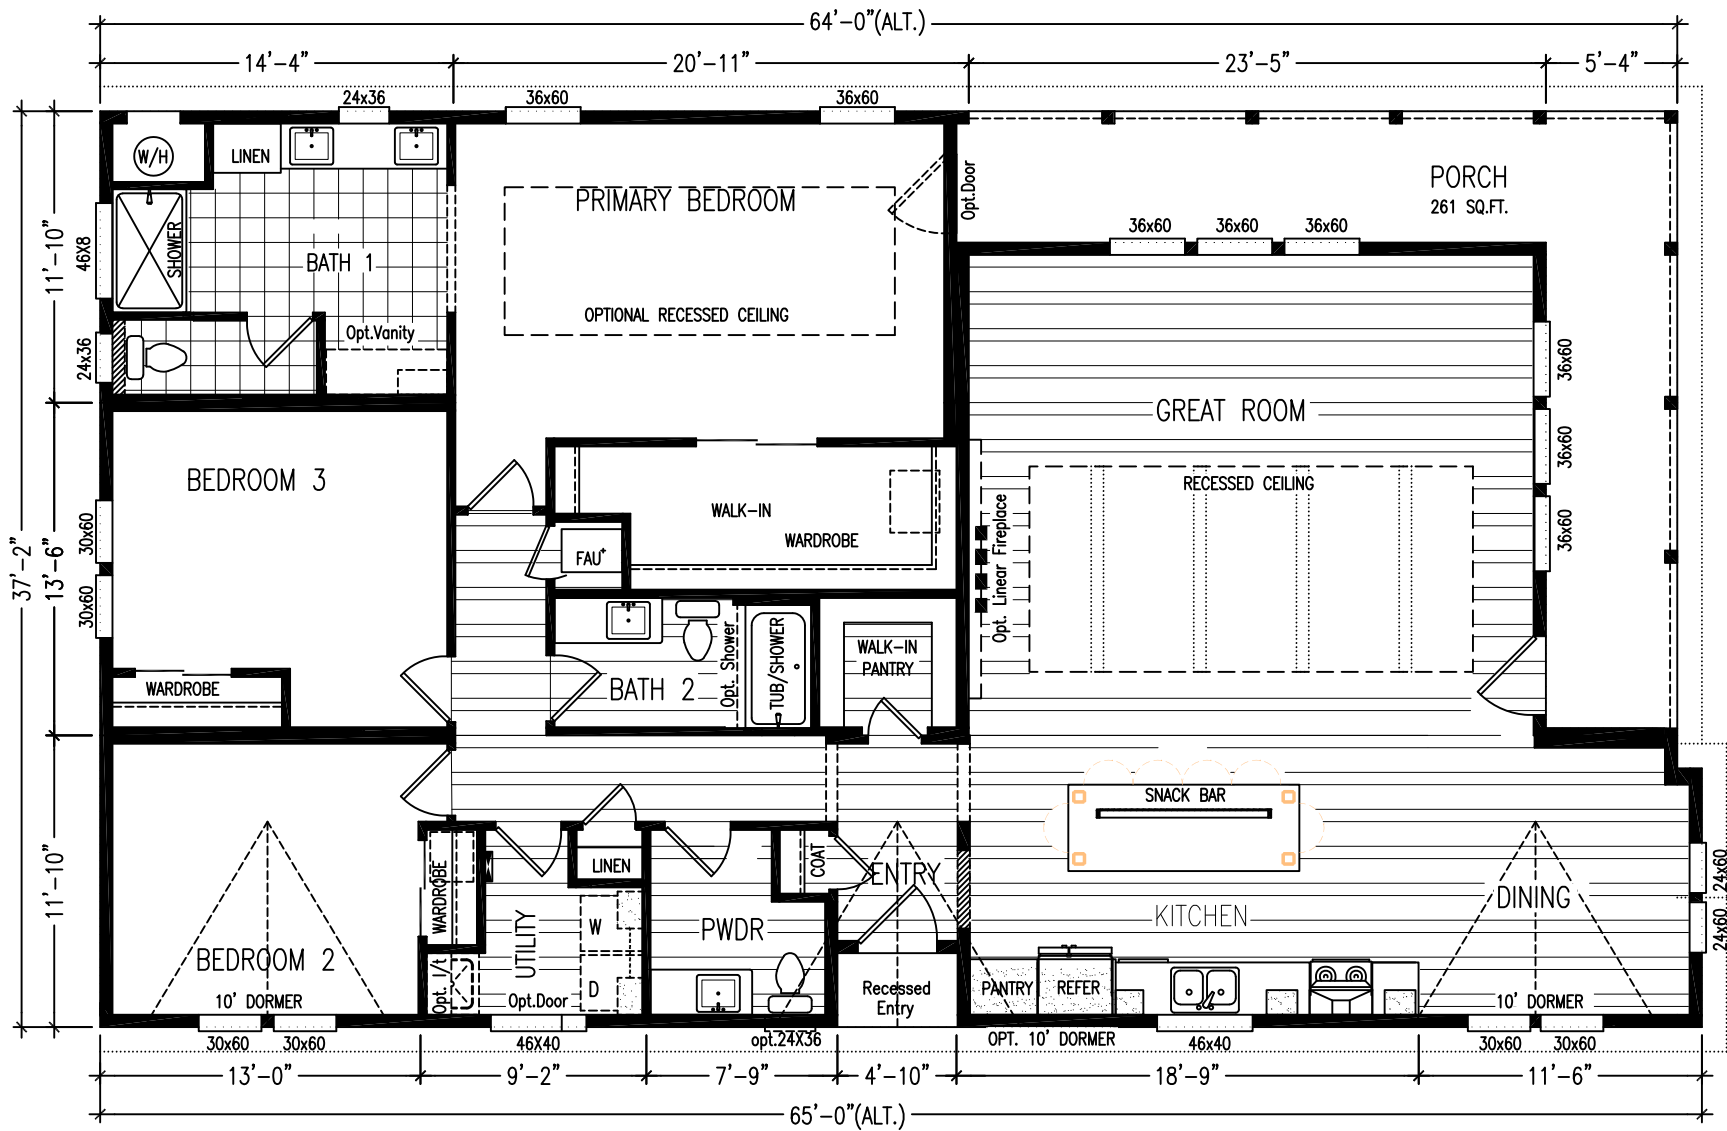 64'-0"(ALT.)
14'-4"
20'-11"
23'-5"
5'-4"
24x36
36x60
36x60
W/H
LINEN
PRIMARY BEDROOM
Opt.Door
PORCH
261 SQ.FT.
36x60
36x60
36x60
SHOWER
46X8
BATH 1
11'-10"
OPTIONAL RECESSED CEILING
Opt.Vanity
24x36
36x60
GREAT ROOM
36x60
RECESSED CEILING
BEDROOM 3
WALK-IN
WARDROBE
30x60
36x60
37'-2"
13'-6"
FAU+
Opt. Linear Fireplace
30x60
WALK-IN
PANTRY
Opt. Shower
TUB/SHOWER
BATH 2
WARDROBE
SNACK BAR
11'-10"
LINEN
COAT
ENTRY
24x60
WARDROBE
DINING
KITCHEN
W
PWDR
24x60
UTILITY
BEDROOM 2
Opt. l/t
D
Opt.Door
Recessed
Entry
PANTRY
REFER
10' DORMER
10' DORMER
30x60
30x60
46X40
opt.24X36
OPT. 10' DORMER
46x40
30x60
30x60
13'-0"
9'-2"
7'-9"
4'-10"
18'-9"
11'-6"
65'-0"(ALT.)